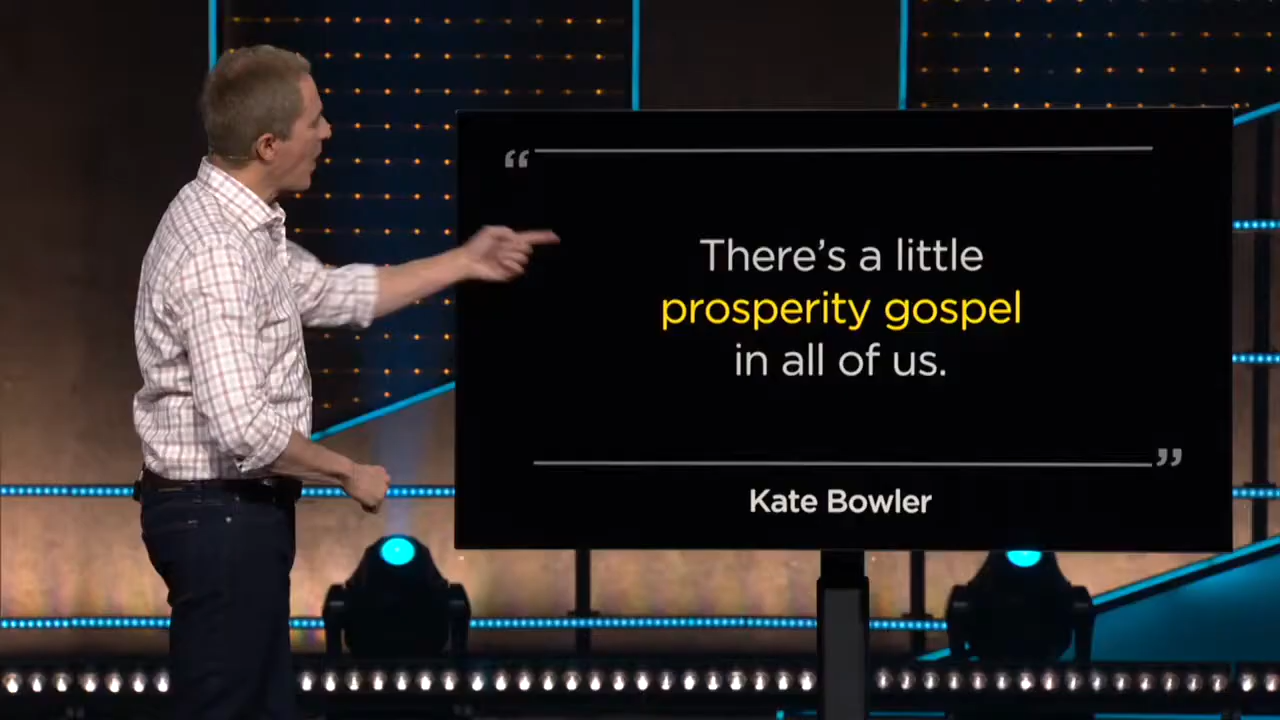 “
There’s a little
prosperity gospel
in all of us.
”
Kate Bowler